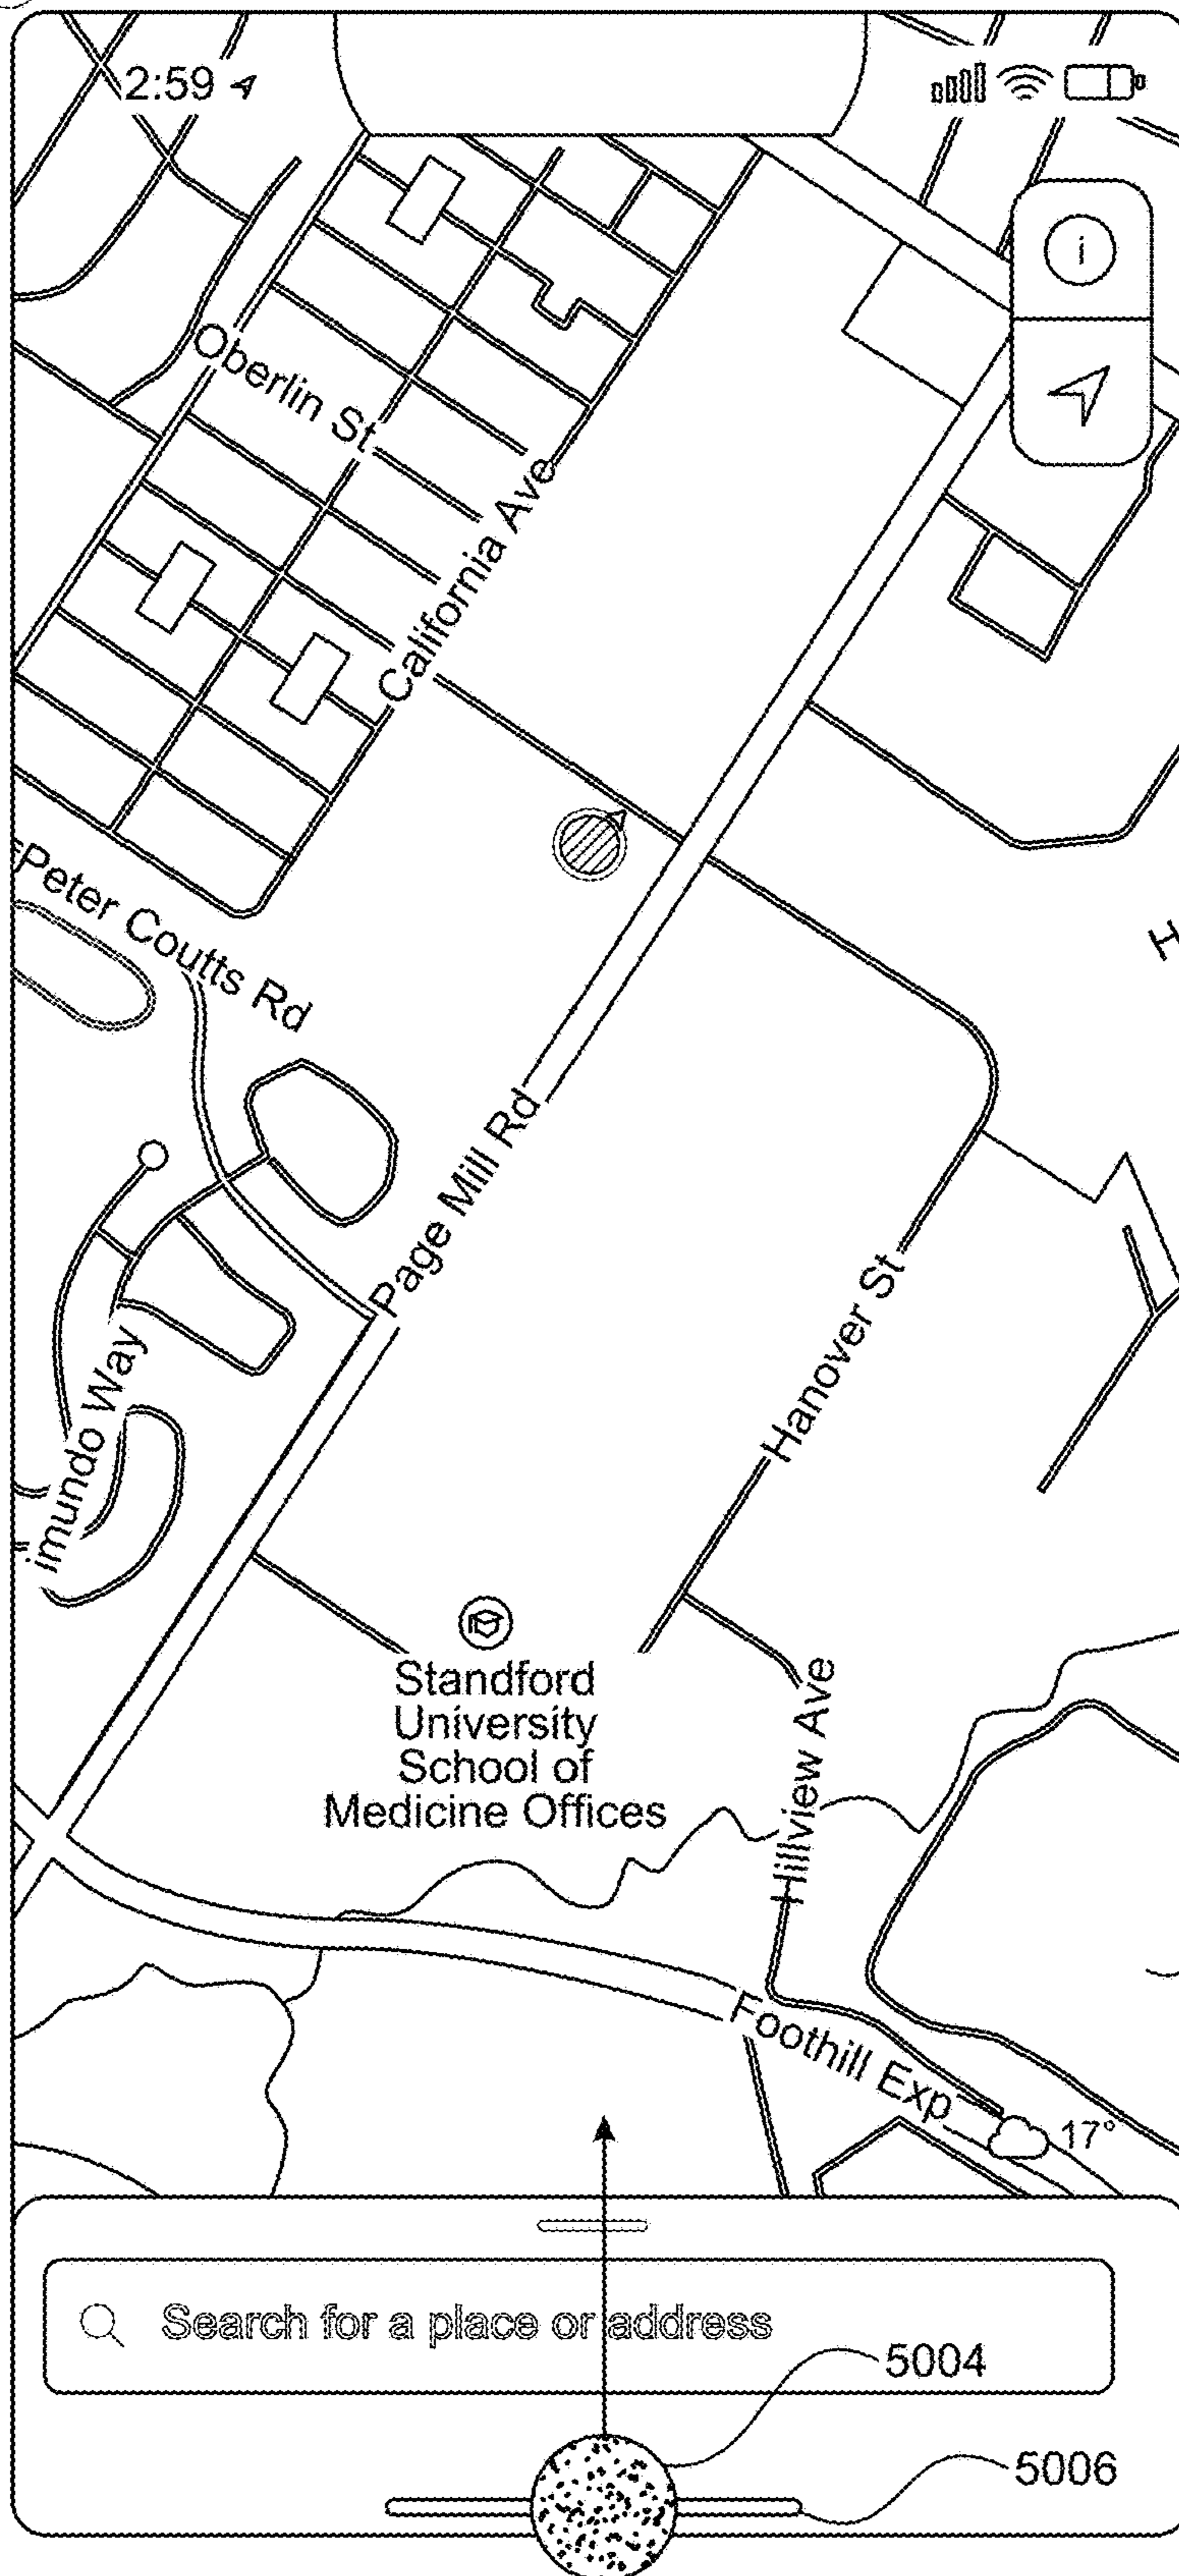 2:59
i
Oberlin St
California Ave
Peter Coutts Rd
H
Page Mill Rd
Hanover St
imundo Way
Standford
University
School of
Medicine Offices
Hillview Ave
Foothill Exp
17°
Search for a place or address
5004
5006